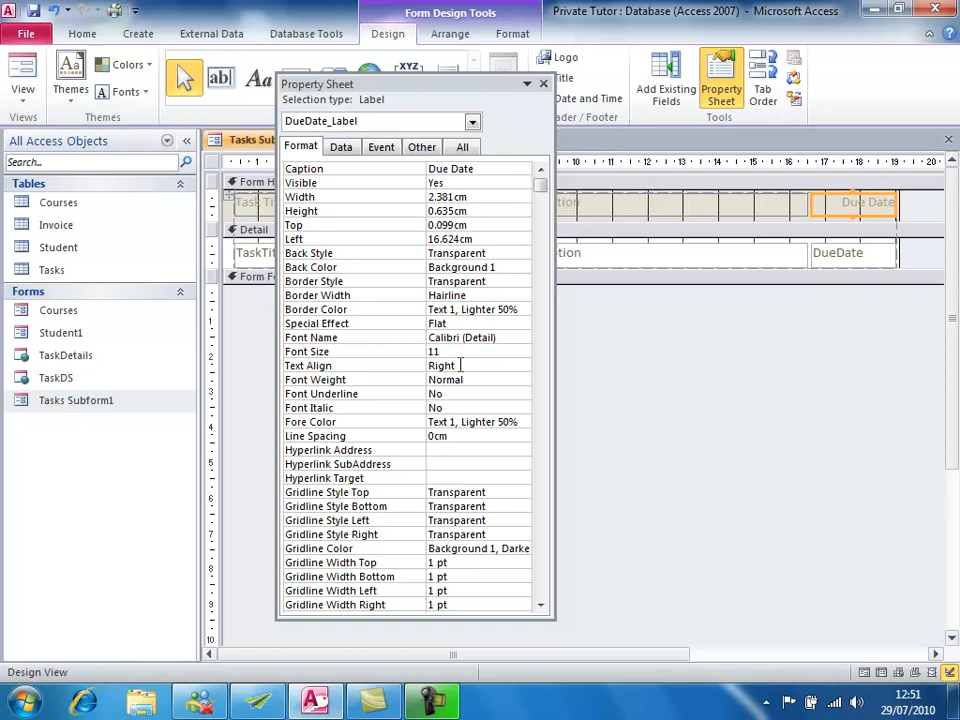 Form Design Tools
Private Tutor : Database (Access 2007) - Microsoft Access
File
Home
Create
External Data
Database Tools
Design
Arrange
Format
View
Views
Themes
Colors
Fonts
Themes
ab|
Aa
XYZ
Logo
Title
Date and Time
Header / Footer
Add Existing Fields
Property Sheet
Tab Order
Tools
All Access Objects
Search...
Tables
Courses
Invoice
Student
Tasks
Forms
Courses
Student1
TaskDetails
TaskDS
Tasks Subform1
Tasks Sub
Form H
Due Date
Detail
TaskTit
DueDate
Form Fo
Property Sheet
Selection type: Label
DueDate_Label
Format
Data
Event
Other
All
Caption Due Date
Visible Yes
Width 2.381cm
Height 0.635cm
Top 0.099cm
Left 16.624cm
Back Style Transparent
Back Color Background 1
Border Style Transparent
Border Width Hairline
Border Color Text 1, Lighter 50%
Special Effect Flat
Font Name Calibri (Detail)
Font Size 11
Text Align Right
Font Weight Normal
Font Underline No
Font Italic No
Fore Color Text 1, Lighter 50%
Line Spacing 0cm
Hyperlink Address
Hyperlink SubAddress
Hyperlink Target
Gridline Style Top Transparent
Gridline Style Bottom Transparent
Gridline Style Left Transparent
Gridline Style Right Transparent
Gridline Color Background 1, Darke
Gridline Width Top 1 pt
Gridline Width Bottom 1 pt
Gridline Width Left 1 pt
Gridline Width Right 1 pt
Design View
12:51
29/07/2010